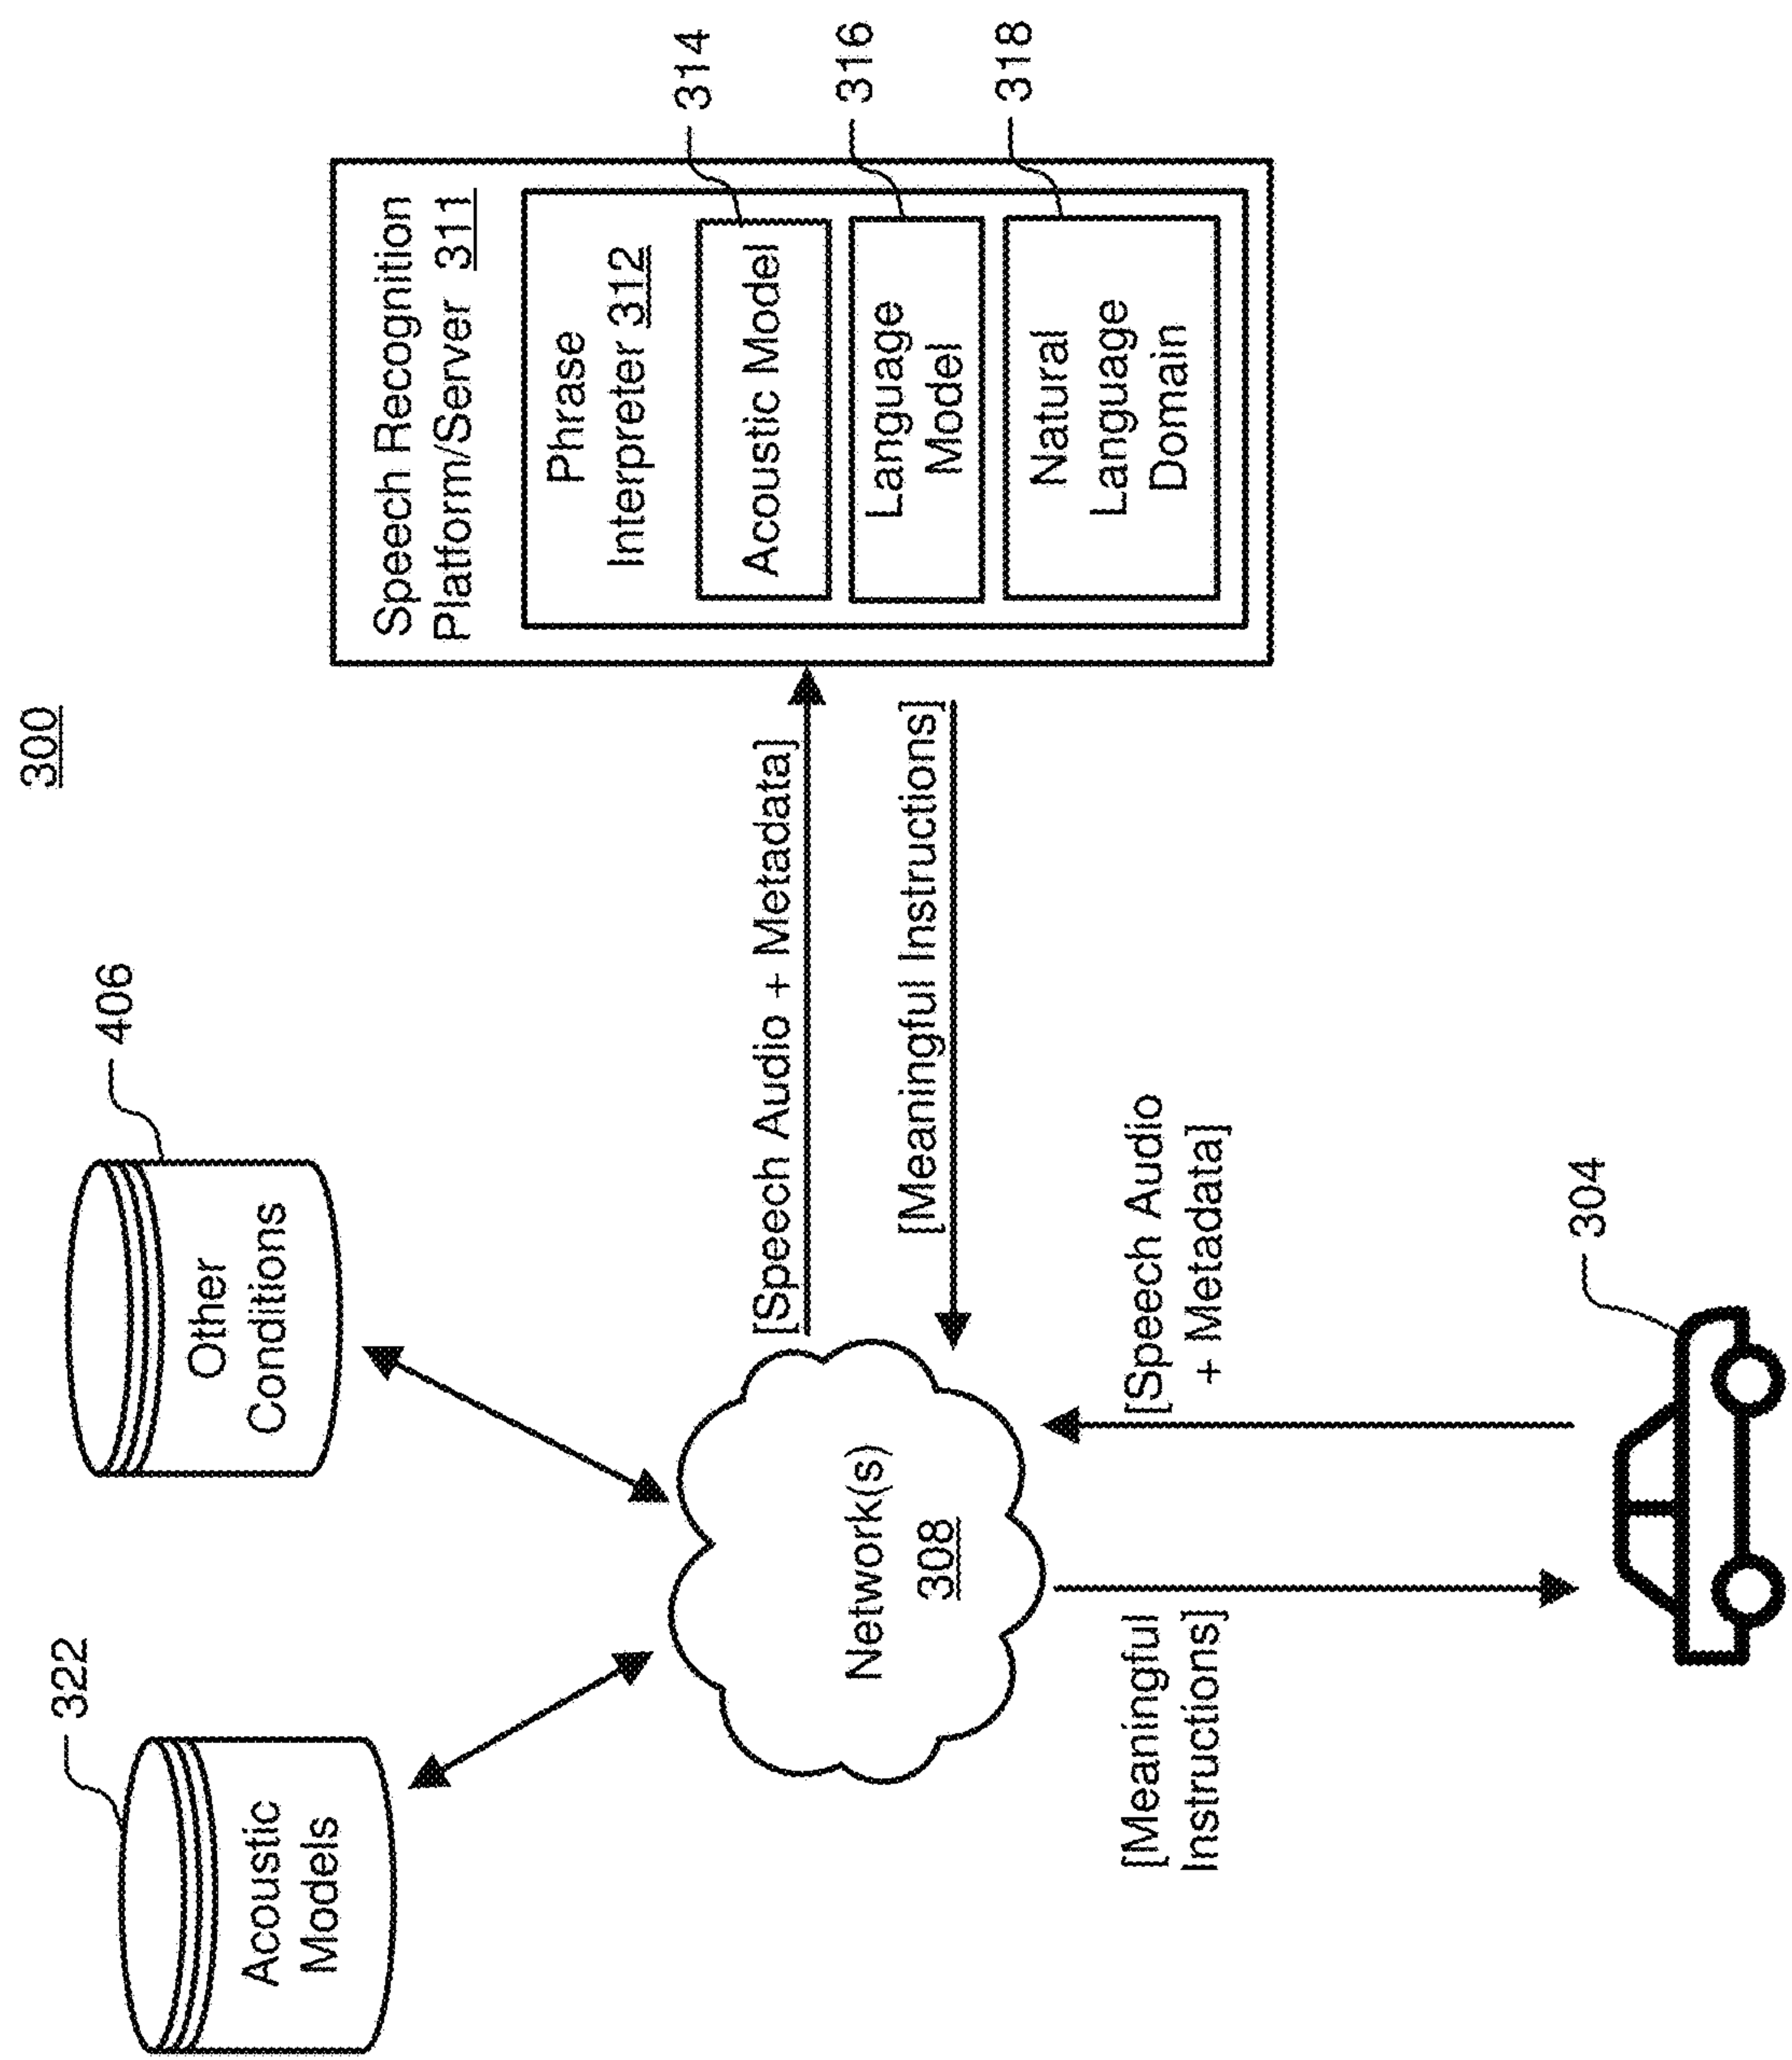 300
322
Acoustic
Models
406
Other
Conditions
Network(s)
308
[Speech Audio + Metadata]
[Meaningful Instructions]
Speech Recognition
Platform/Server 311
Phrase
Interpreter 312
Acoustic Model
314
Language
Model
316
Natural
Language
Domain
318
[Meaningful
Instructions]
[Speech Audio
+ Metadata]
304